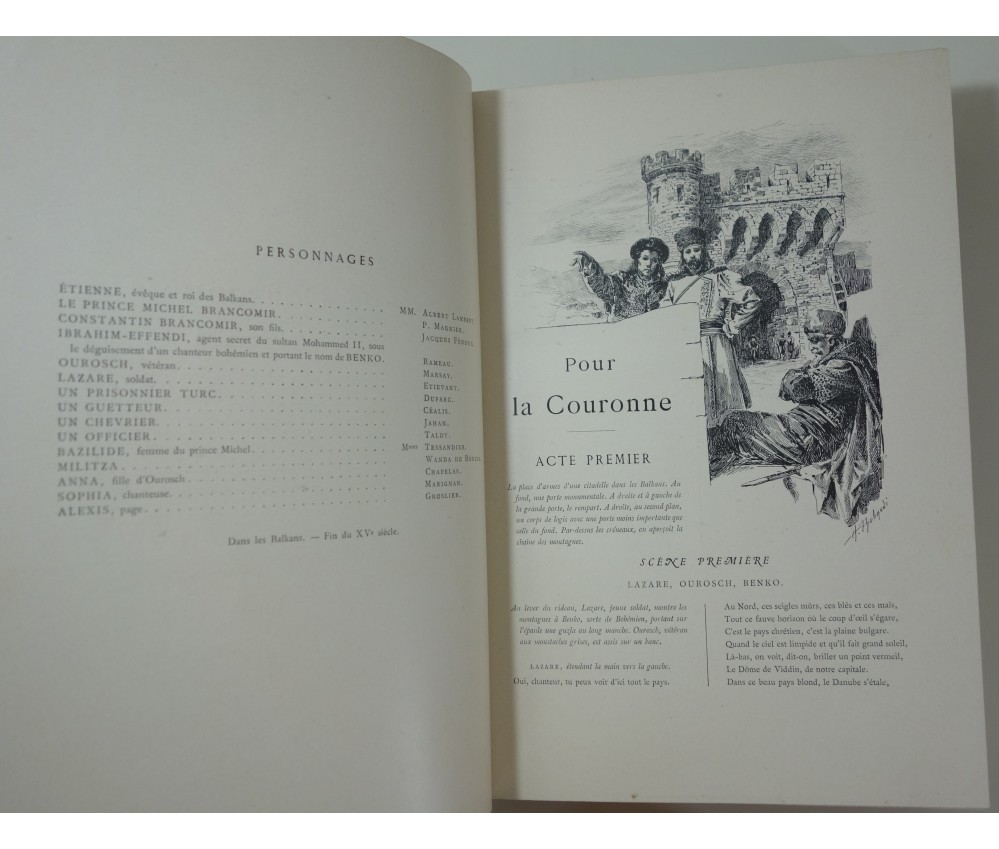 PERSONNAGES
ÉTIENNE, évêque et roi des Balkans. MM. ALBERT LAMBERT
LE PRINCE MICHEL BRANCOMIR. P. MAGNIER.
CONSTANTIN BRANCOMIR, son fils. JACQUES FENOUX
IBRAHIM-EFFENDI, agent secret du sultan Mohammed II, sous
le déguisement d'un chanteur bohémien et portant le nom de BENKO. RAMEAU.
OUROSCH, vétéran. MARSAY.
LAZARE, soldat. ÉTIEVANT.
UN PRISONNIER TURC. DUPARC.
UN GUETTEUR. CÉALIS.
UN CHEVRIER. JAHAN.
UN OFFICIER. TALDY.
BAZILIDE, femme du prince Michel. Mmes TESSANDIER.
MILITZA. WANDA DE
ANNA, fille d'Ourosch CHAPELAS.
SOPHIA, chanteuse. MARIGNAN.
ALEXIS, page. GROSLIER.
Dans les Balkans. — Fin du XVe siècle.
Pour
la Couronne
ACTE PREMIER
La place d'armes d'une citadelle dans les Balkans. Au
fond, une porte monumentale. A droite et à gauche de
la grande porte, le rempart. A droite, au second plan,
un corps de logis avec une porte moins importante que
celle du fond. Par-dessus les créneaux, on aperçoit la
chaîne des montagnes.
SCÈNE PREMIÈRE
LAZARE, OUROSCH, BENKO.
Au lever du rideau, Lazare, jeune soldat, montre les
montagnes à Benko, sorte de Bohémien, portant sur
l'épaule une guzla au long manche. Ourosch, vétéran
aux moustaches grises, est assis sur un banc.
LAZARE, étendant la main vers la gauche.
Oui, chanteur, tu peux voir d'ici tout le pays.
Au Nord, ces seigles mûrs, ces blés et ces maïs,
Tout ce fauve horizon où le coup d'œil s'égare,
C'est le pays chrétien, c'est la plaine bulgare.
Quand le ciel est limpide et qu'il fait grand soleil,
Là-bas, on voit, dit-on, briller un point vermeil,
Le Dôme de Viddin, de notre capitale.
Dans ce beau pays blond, le Danube s'étale,